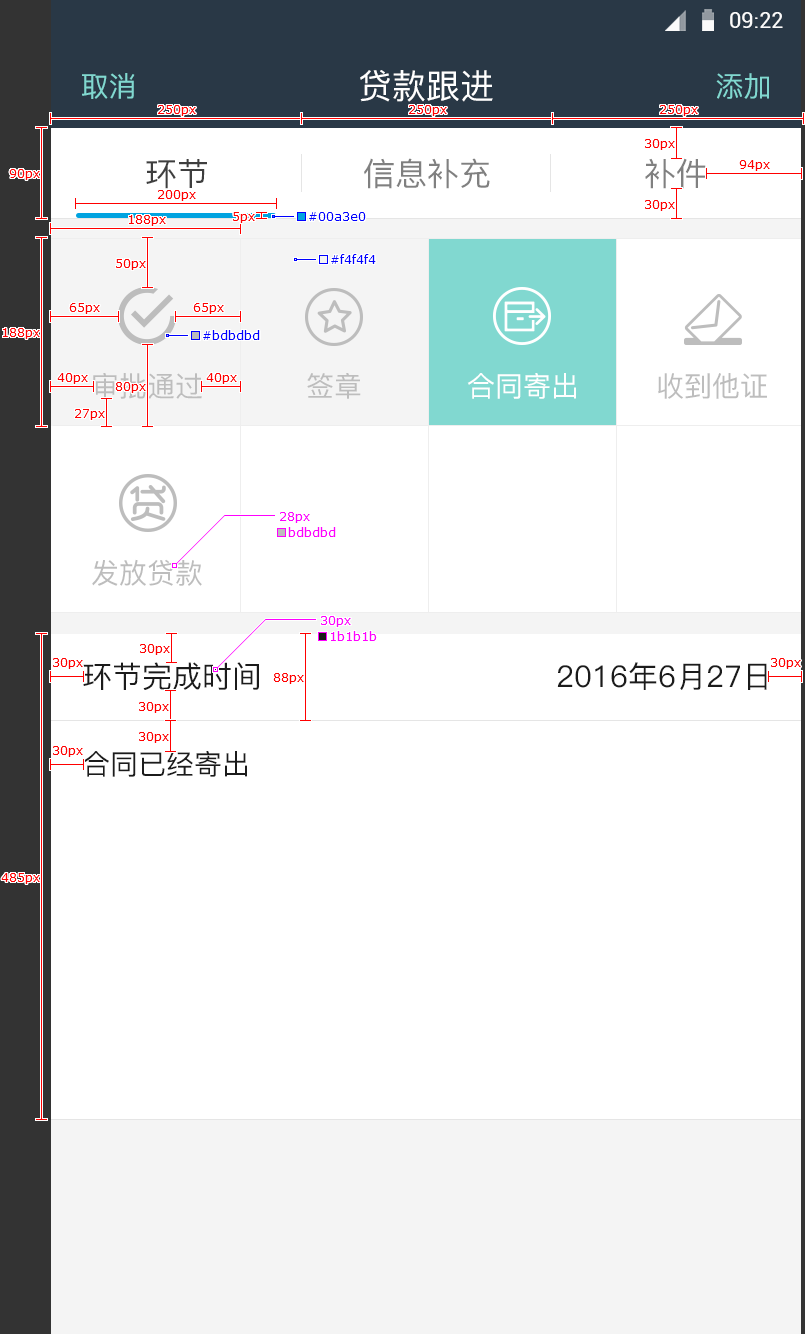 09:22
取消 贷款跟进 添加
250px 250px 250px
90px 环节 信息补充 补件 30px 94px
200px 30px
5px #00a3e0
188px
50px #f4f4f4
65px 65px
188px #bdbdbd
40px 80px 40px
审批通过 签章 合同寄出 收到他证
27px
贷
28px
bdbdbd
发放贷款
30px
1b1b1b
30px
30px 环节完成时间 88px 2016年6月27日 30px
30px
30px
30px 合同已经寄出
485px